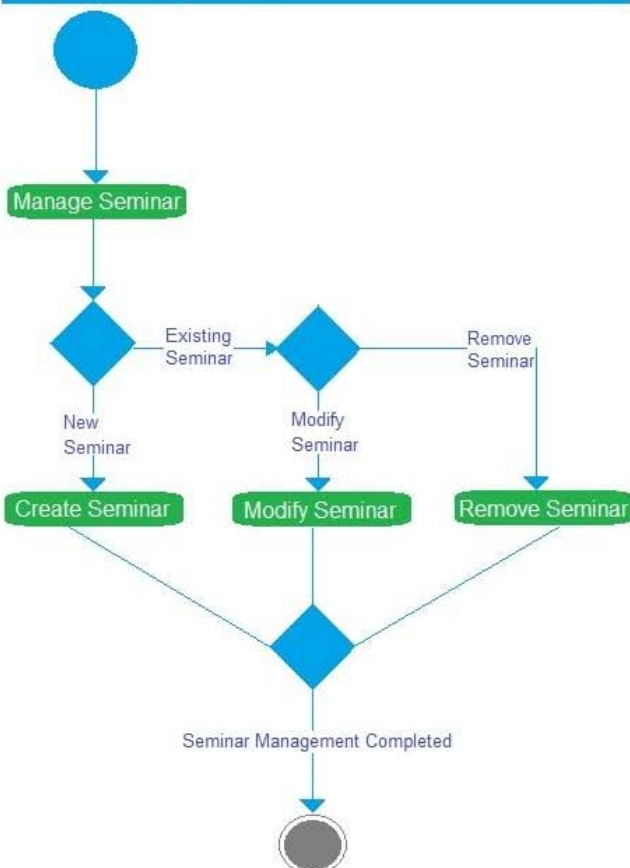 Manage Seminar
Existing
Seminar
Remove
Seminar
New
Seminar
Modify
Seminar
Create Seminar
Modify Seminar
Remove Seminar
Seminar Management Completed